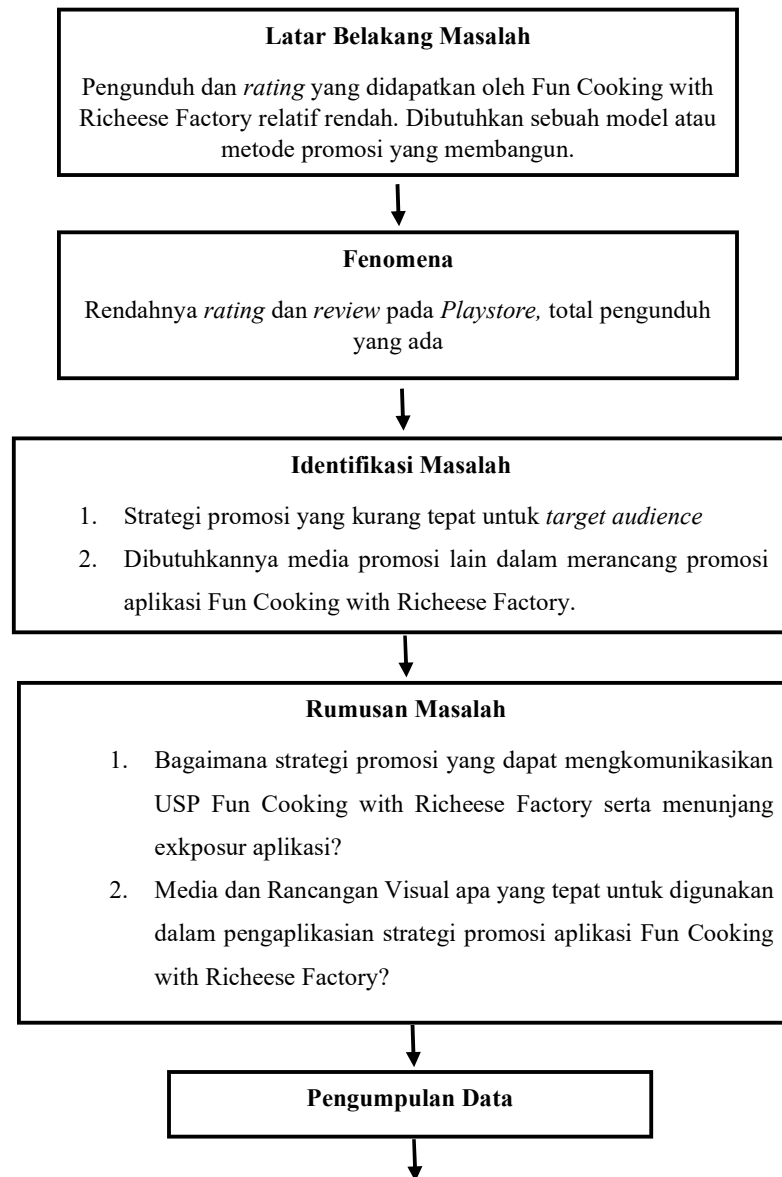 Latar Belakang Masalah
Pengunduh dan rating yang didapatkan oleh Fun Cooking with
Richeese Factory relatif rendah. Dibutuhkan sebuah model atau
metode promosi yang membangun.
Fenomena
Rendahnya rating dan review pada Playstore, total pengunduh
yang ada
Identifikasi Masalah
1. Strategi promosi yang kurang tepat untuk target audience
2. Dibutuhkannya media promosi lain dalam merancang promosi
aplikasi Fun Cooking with Richeese Factory.
Rumusan Masalah
1. Bagaimana strategi promosi yang dapat mengkomunikasikan
USP Fun Cooking with Richeese Factory serta menunjang
exkposur aplikasi?
2. Media dan Rancangan Visual apa yang tepat untuk digunakan
dalam pengaplikasian strategi promosi aplikasi Fun Cooking
with Richeese Factory?
Pengumpulan Data